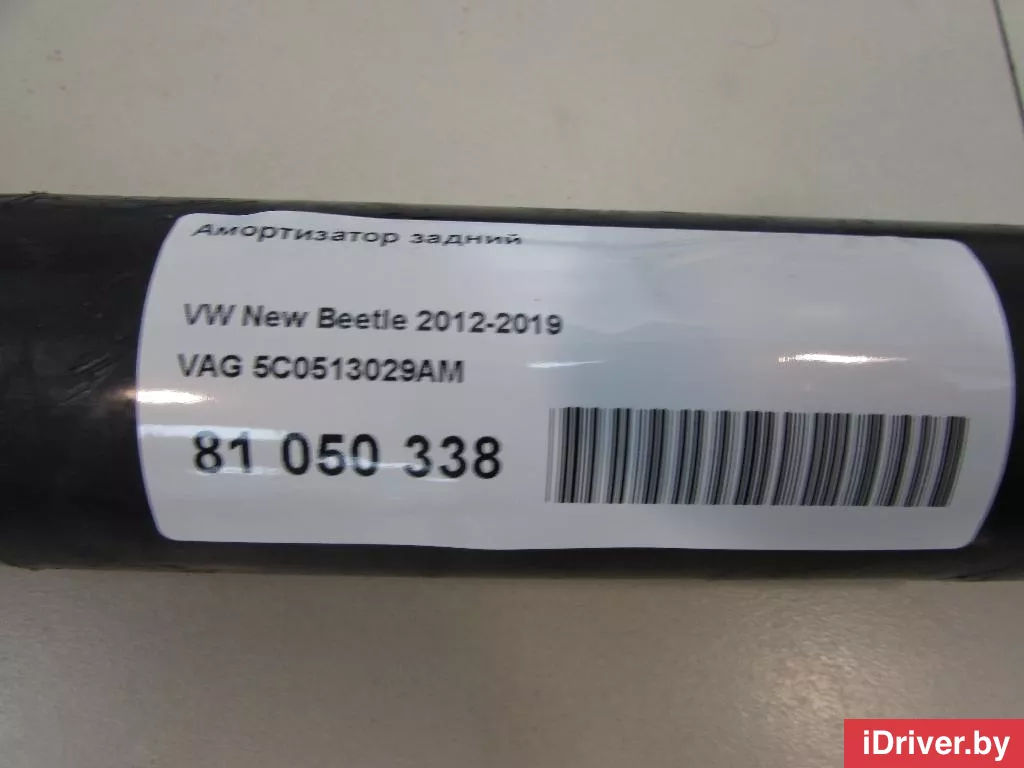 Амортизатор задний
VW New Beetle 2012-2019
VAG 5C0513029AM
81 050 338
iDriver.by